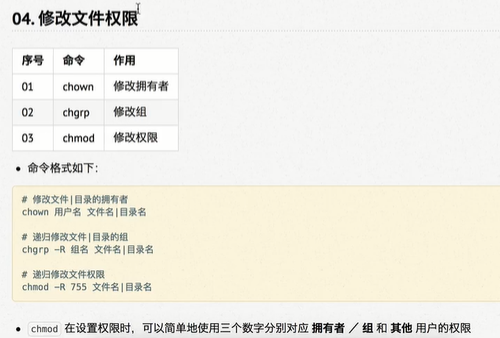 04. 修改文件权限
序号 命令 作用
01 chown 修改拥有者
02 chgrp 修改组
03 chmod 修改权限
• 命令格式如下：
# 修改文件|目录的拥有者
chown 用户名 文件名|目录名
# 递归修改文件|目录的组
chgrp -R 组名 文件名|目录名
# 递归修改文件权限
chmod -R 755 文件名|目录名
• chmod 在设置权限时，可以简单地使用三个数字分别对应 拥有者 ／ 组 和 其他 用户的权限